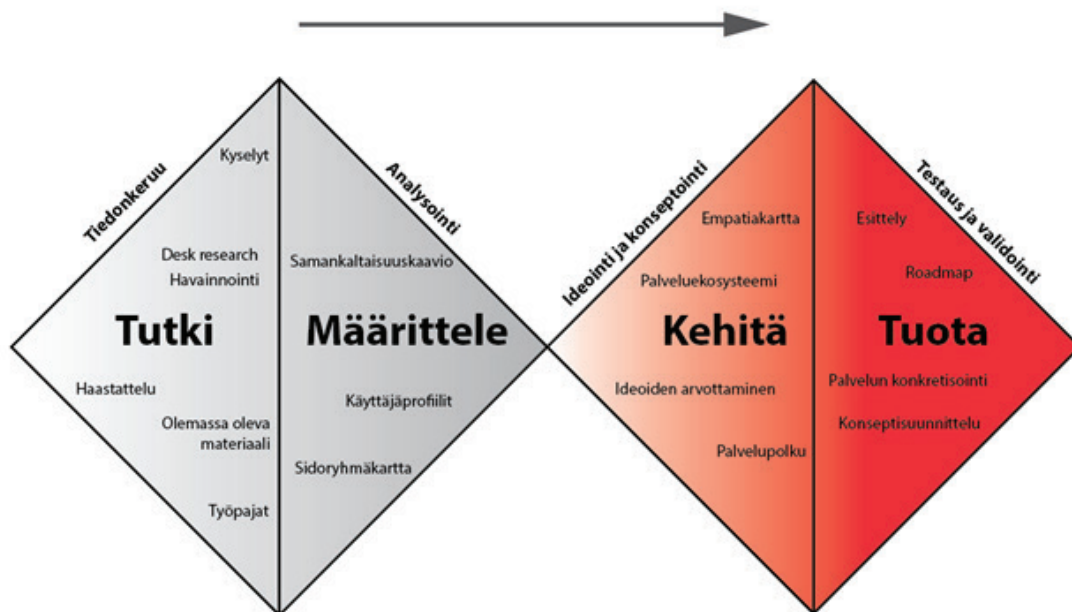 Tiedonkeruu
Kyselyt
Desk research
Havainnointi
Tutki
Haastattelu
Olemassa oleva
materiaali
Työpajat
Analysointi
Samankaltaisuuskaavio
Määrittele
Käyttäjäprofiilit
Sidoryhmäkartta
Ideointi ja konseptointi
Empatiakartta
Palveluekosysteemi
Kehitä
Ideoiden arvottaminen
Palvelupolku
Testaus ja validointi
Esittely
Roadmap
Tuota
Palvelun konkretisointi
Konseptisuunnittelu